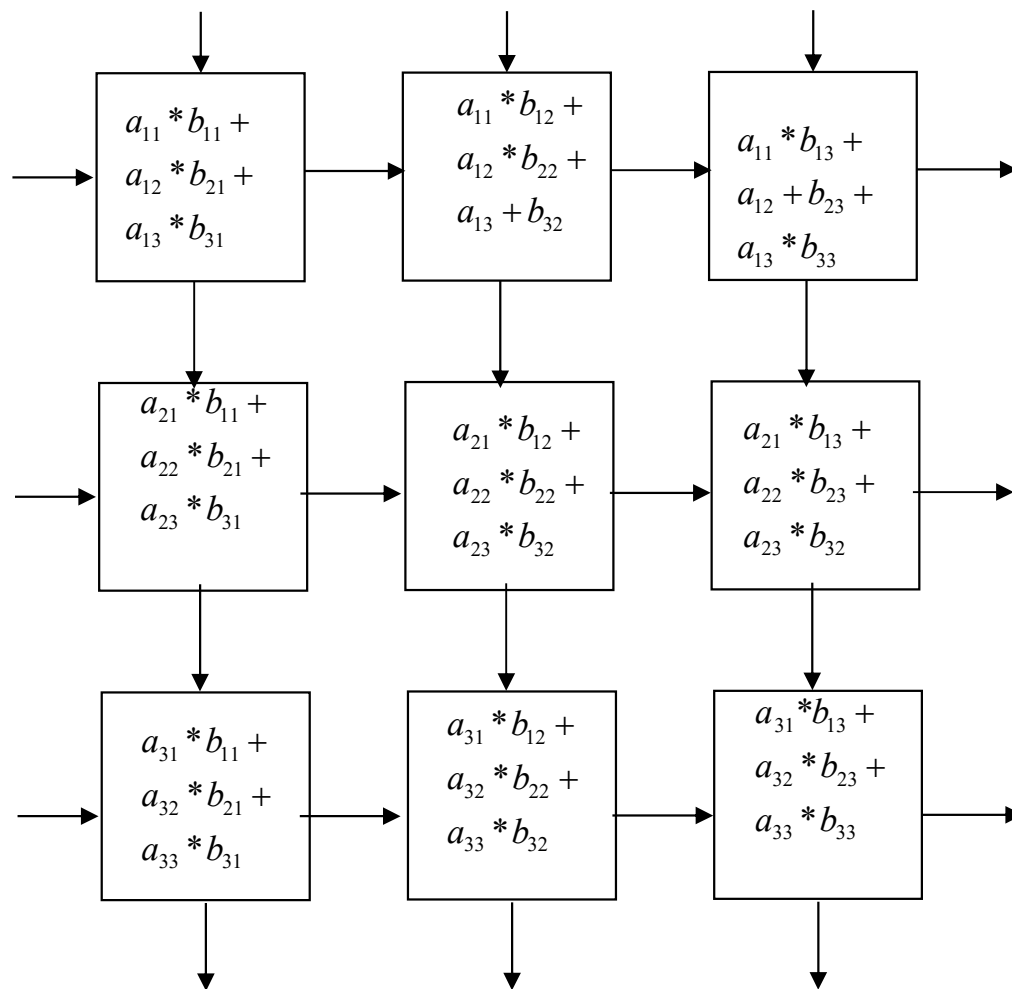 a₁₁ * b₁₁ +
a₁₂ * b₂₁ +
a₁₃ * b₃₁
a₁₁ * b₁₂ +
a₁₂ * b₂₂ +
a₁₃ + b₃₂
a₁₁ * b₁₃ +
a₁₂ + b₂₃ +
a₁₃ * b₃₃
a₂₁ * b₁₁ +
a₂₂ * b₂₁ +
a₂₃ * b₃₁
a₂₁ * b₁₂ +
a₂₂ * b₂₂ +
a₂₃ * b₃₂
a₂₁ * b₁₃ +
a₂₂ * b₂₃ +
a₂₃ * b₃₂
a₃₁ * b₁₁ +
a₃₂ * b₂₁ +
a₃₃ * b₃₁
a₃₁ * b₁₂ +
a₃₂ * b₂₂ +
a₃₃ * b₃₂
a₃₁ * b₁₃ +
a₃₂ * b₂₃ +
a₃₃ * b₃₃